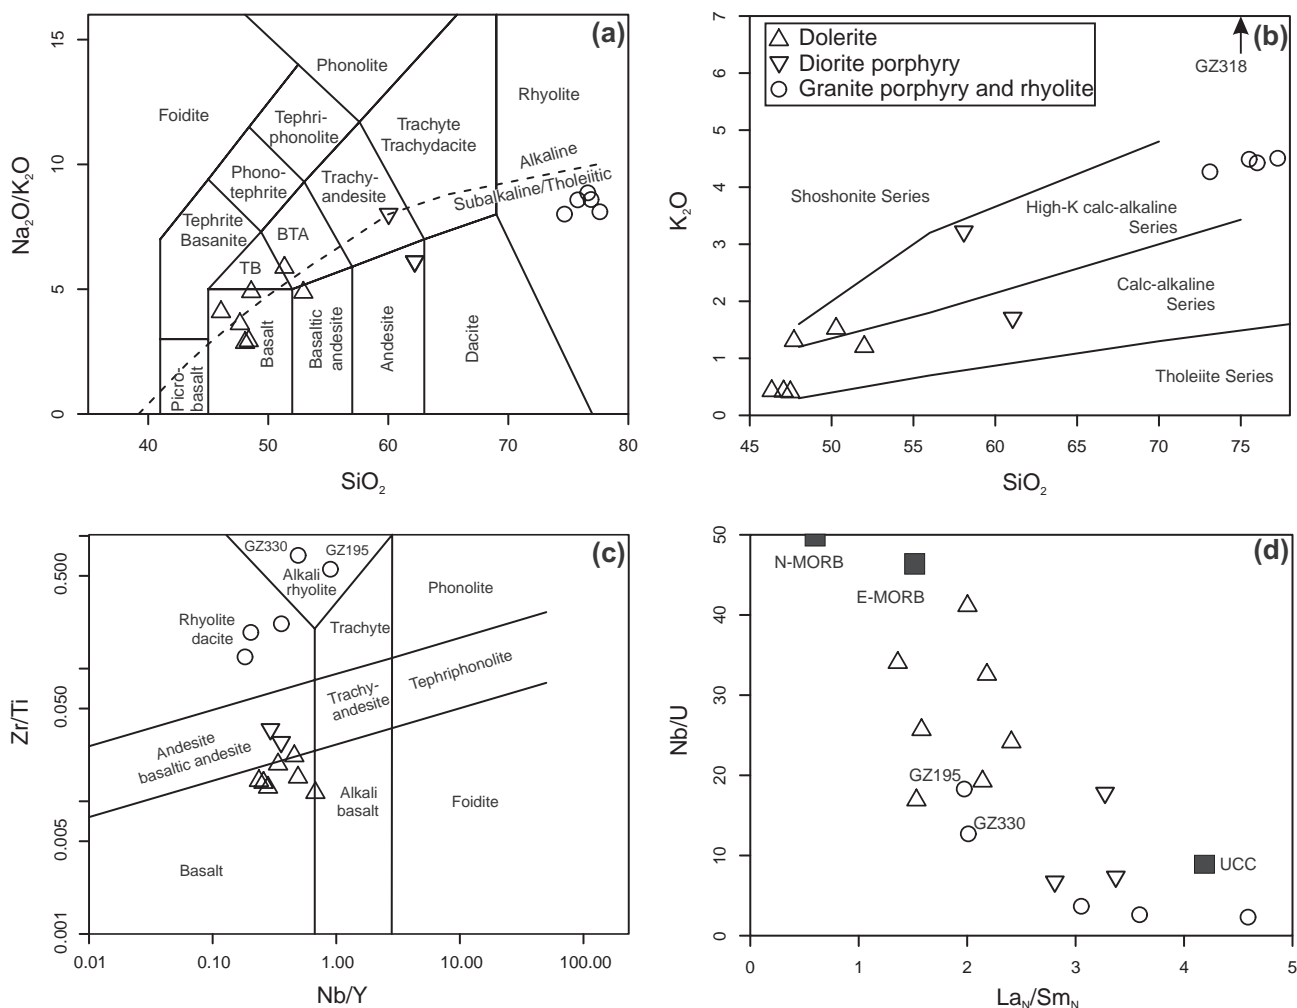 (a)
Na₂O/K₂O
15
10
5
0
40
50
60
70
80
SiO₂
Foidite
Phonolite
Tephri-
phonolite
Phono-
tephrite
Tephrite
Basanite
Trachyte
Trachydacite
Trachy-
andesite
BTA
TB
Rhyolite
Alkaline
Subalkaline/Tholeiitic
Picro-
basalt
Basalt
Basaltic
andesite
Andesite
Dacite
(b)
K₂O
7
6
5
4
3
2
1
0
45
50
55
60
65
70
75
SiO₂
Dolerite
Diorite porphyry
Granite porphyry and rhyolite
GZ318
Shoshonite Series
High-K calc-alkaline
Series
Calc-alkaline
Series
Tholeiite Series
(c)
Zr/Ti
0.500
0.050
0.005
0.001
0.01
0.10
1.00
10.00
100.00
Nb/Y
GZ330
GZ195
Alkali
rhyolite
Phonolite
Rhyolite
dacite
Trachyte
Tephriphonolite
Trachy-
andesite
Andesite
basaltic andesite
Alkali
basalt
Foidite
Basalt
(d)
Nb/U
50
40
30
20
10
0
0
1
2
3
4
5
Laₙ/Smₙ
N-MORB
E-MORB
GZ195
GZ330
UCC